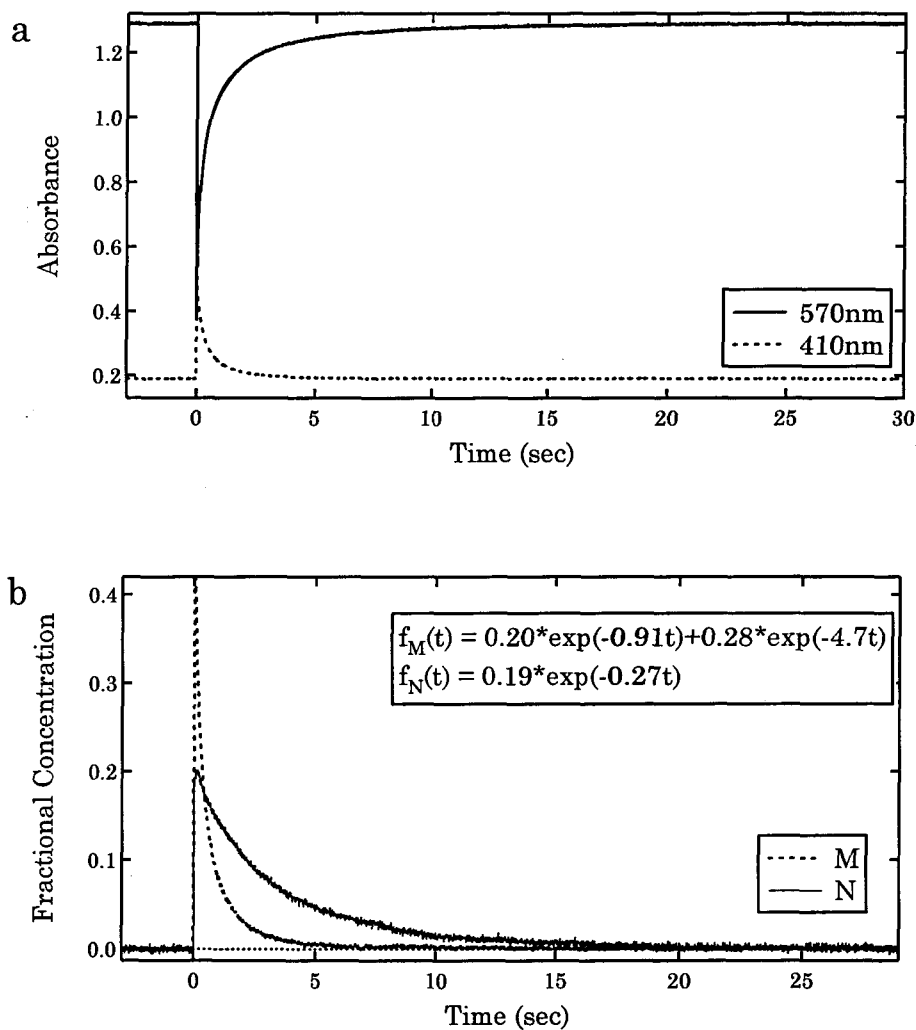 a
Absorbance
1.2
1.0
0.8
0.6
0.4
0.2
570nm
410nm
0 5 10 15 20 25 30
Time (sec)
b
Fractional Concentration
0.4
0.3
0.2
0.1
0.0
f_M(t) = 0.20*exp(-0.91t)+0.28*exp(-4.7t)
f_N(t) = 0.19*exp(-0.27t)
M
N
0 5 10 15 20 25
Time (sec)